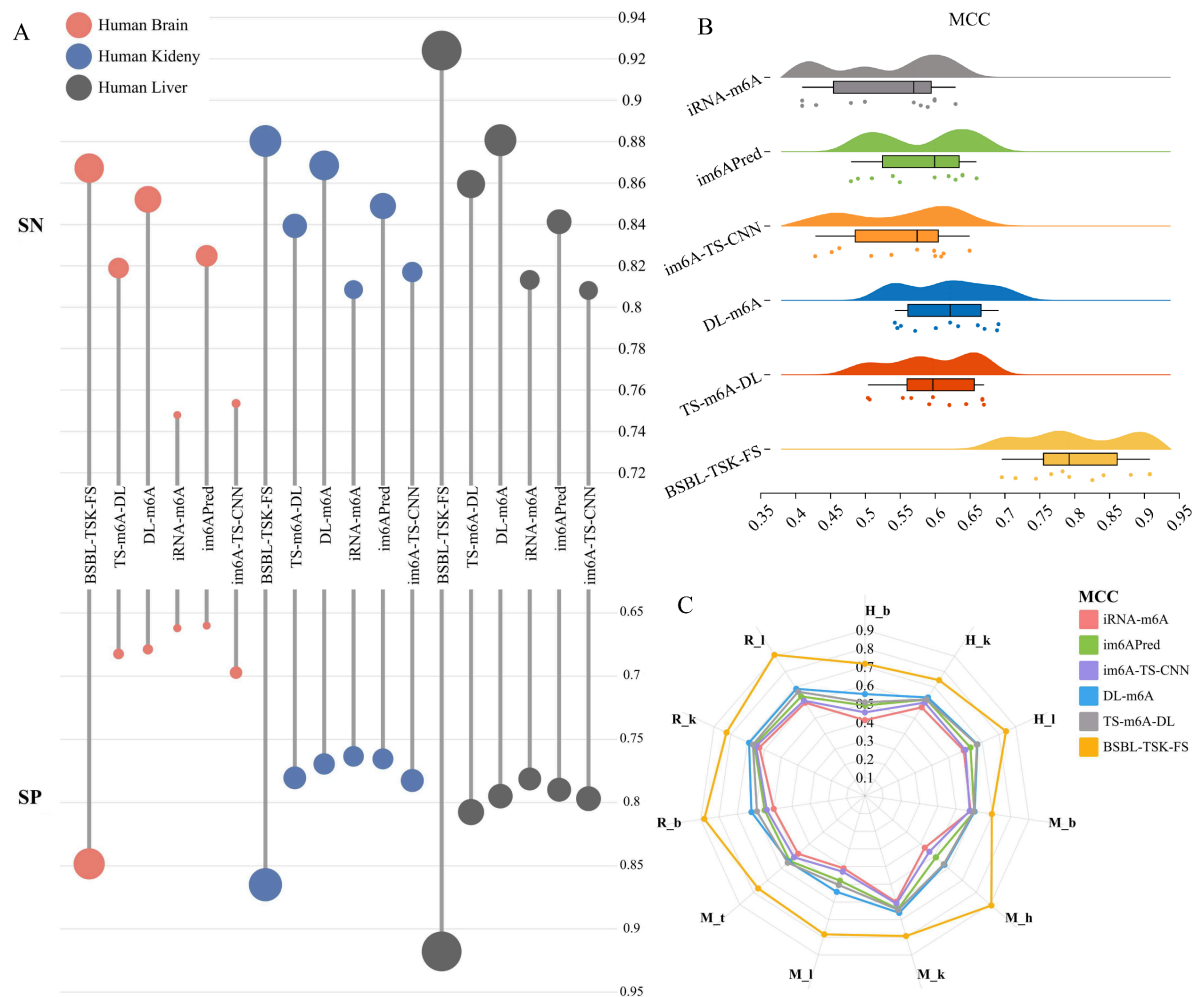 A
Human Brain
Human Kideny
Human Liver
0.94
0.92
0.9
0.88
0.86
0.84
0.82
0.8
0.78
0.76
0.74
0.72
SN
BSBL-TSK-FS
TS-m6A-DL
DL-m6A
iRNA-m6A
im6APred
im6A-TS-CNN
BSBL-TSK-FS
TS-m6A-DL
DL-m6A
iRNA-m6A
im6APred
im6A-TS-CNN
BSBL-TSK-FS
TS-m6A-DL
DL-m6A
iRNA-m6A
im6APred
im6A-TS-CNN
SP
0.65
0.7
0.75
0.8
0.85
0.9
0.95
B
MCC
iRNA-m6A
im6APred
im6A-TS-CNN
DL-m6A
TS-m6A-DL
BSBL-TSK-FS
0.35
0.4
0.45
0.5
0.55
0.6
0.65
0.7
0.75
0.8
0.85
0.9
0.95
C
H_b
H_k
H_l
M_b
M_h
M_k
M_l
M_t
R_b
R_k
R_l
0.9
0.8
0.7
0.6
0.5
0.4
0.3
0.2
0.1
MCC
iRNA-m6A
im6APred
im6A-TS-CNN
DL-m6A
TS-m6A-DL
BSBL-TSK-FS